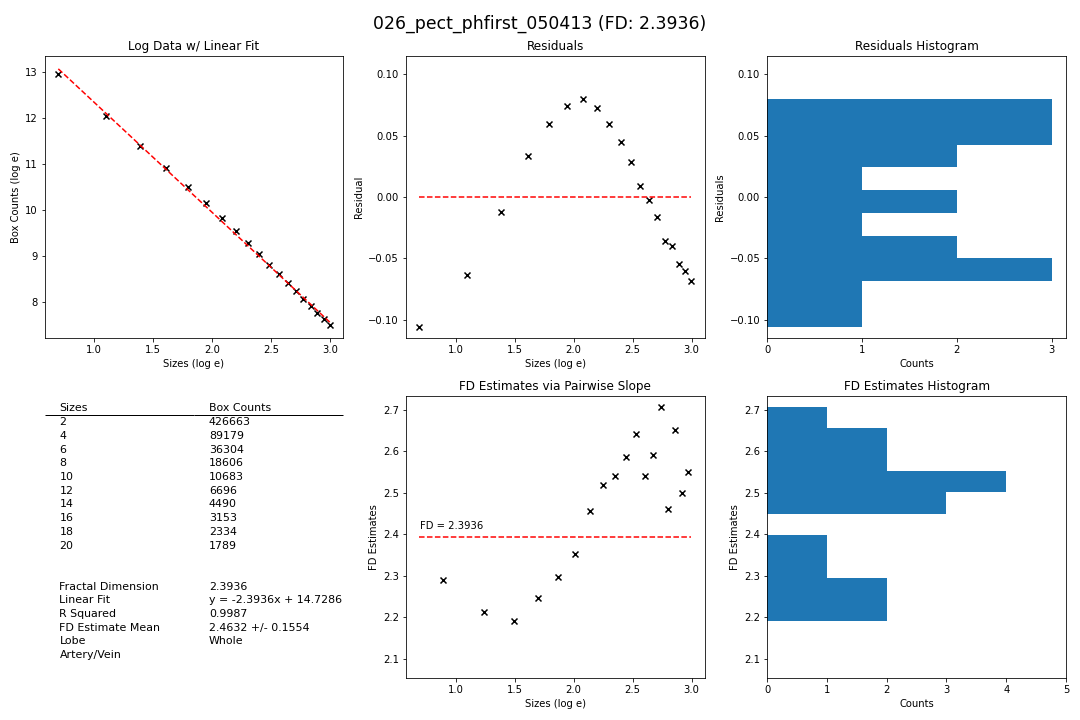 026_pect_phfirst_050413 (FD: 2.3936)
Log Data w/ Linear Fit
13
12
11
10
9
8
Box Counts (log e)
1.0 1.5 2.0 2.5 3.0
Sizes (log e)
Residuals
0.10
0.05
0.00
−0.05
−0.10
Residual
1.0 1.5 2.0 2.5 3.0
Sizes (log e)
Residuals Histogram
0.10
0.05
0.00
−0.05
−0.10
Residuals
0 1 2 3
Counts
Sizes Box Counts
2 426663
4 89179
6 36304
8 18606
10 10683
12 6696
14 4490
16 3153
18 2334
20 1789
Fractal Dimension 2.3936
Linear Fit y = -2.3936x + 14.7286
R Squared 0.9987
FD Estimate Mean 2.4632 +/- 0.1554
Lobe Whole
Artery/Vein
FD Estimates via Pairwise Slope
2.7
2.6
2.5
2.4
2.3
2.2
2.1
FD Estimates
FD = 2.3936
1.0 1.5 2.0 2.5 3.0
Sizes (log e)
FD Estimates Histogram
2.7
2.6
2.5
2.4
2.3
2.2
2.1
FD Estimates
0 1 2 3 4 5
Counts